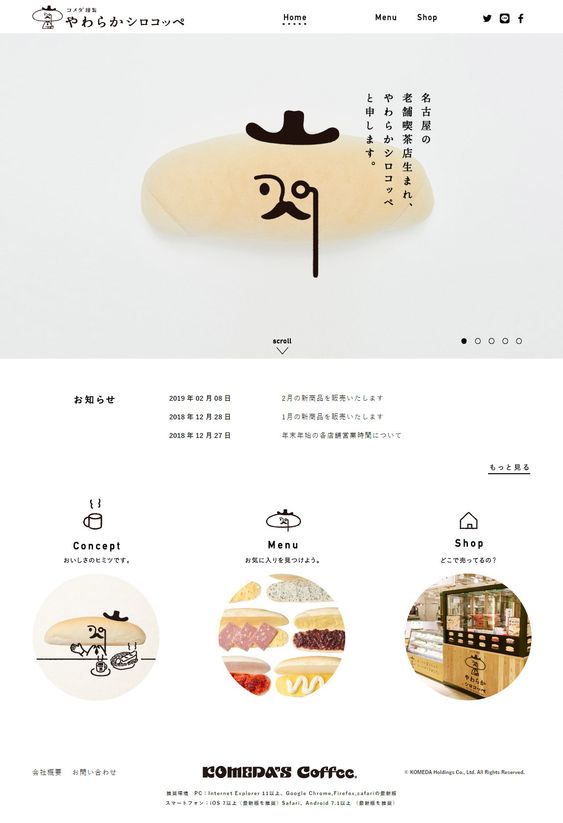 コメダ謹製
やわらかシロコッペ
Home
Menu
Shop
名古屋の
老舗喫茶店生まれ、
やわらかシロコッペ
と申します。
scroll
お知らせ
2019 年 02 月 08 日
2月の新商品を販売いたします
2018 年 12 月 28 日
1月の新商品を販売いたします
2018 年 12 月 27 日
年末年始の各店舗営業時間について
もっと見る
Concept
おいしさのヒミツです。
Menu
お気に入りを見つけよう。
Shop
どこで売ってるの？
やわらか
シロコッペ
会社概要
お問い合わせ
KOMEDA'S Coffee.
© KOMEDA Holdings Co., Ltd. All Rights Reserved.
推奨環境 PC：Internet Explorer 11以上、Google Chrome,Firefox,safariの最新版
スマートフォン：iOS 7以上（最新版を推奨）Safari、Android 7.1以上 （最新版を推奨）